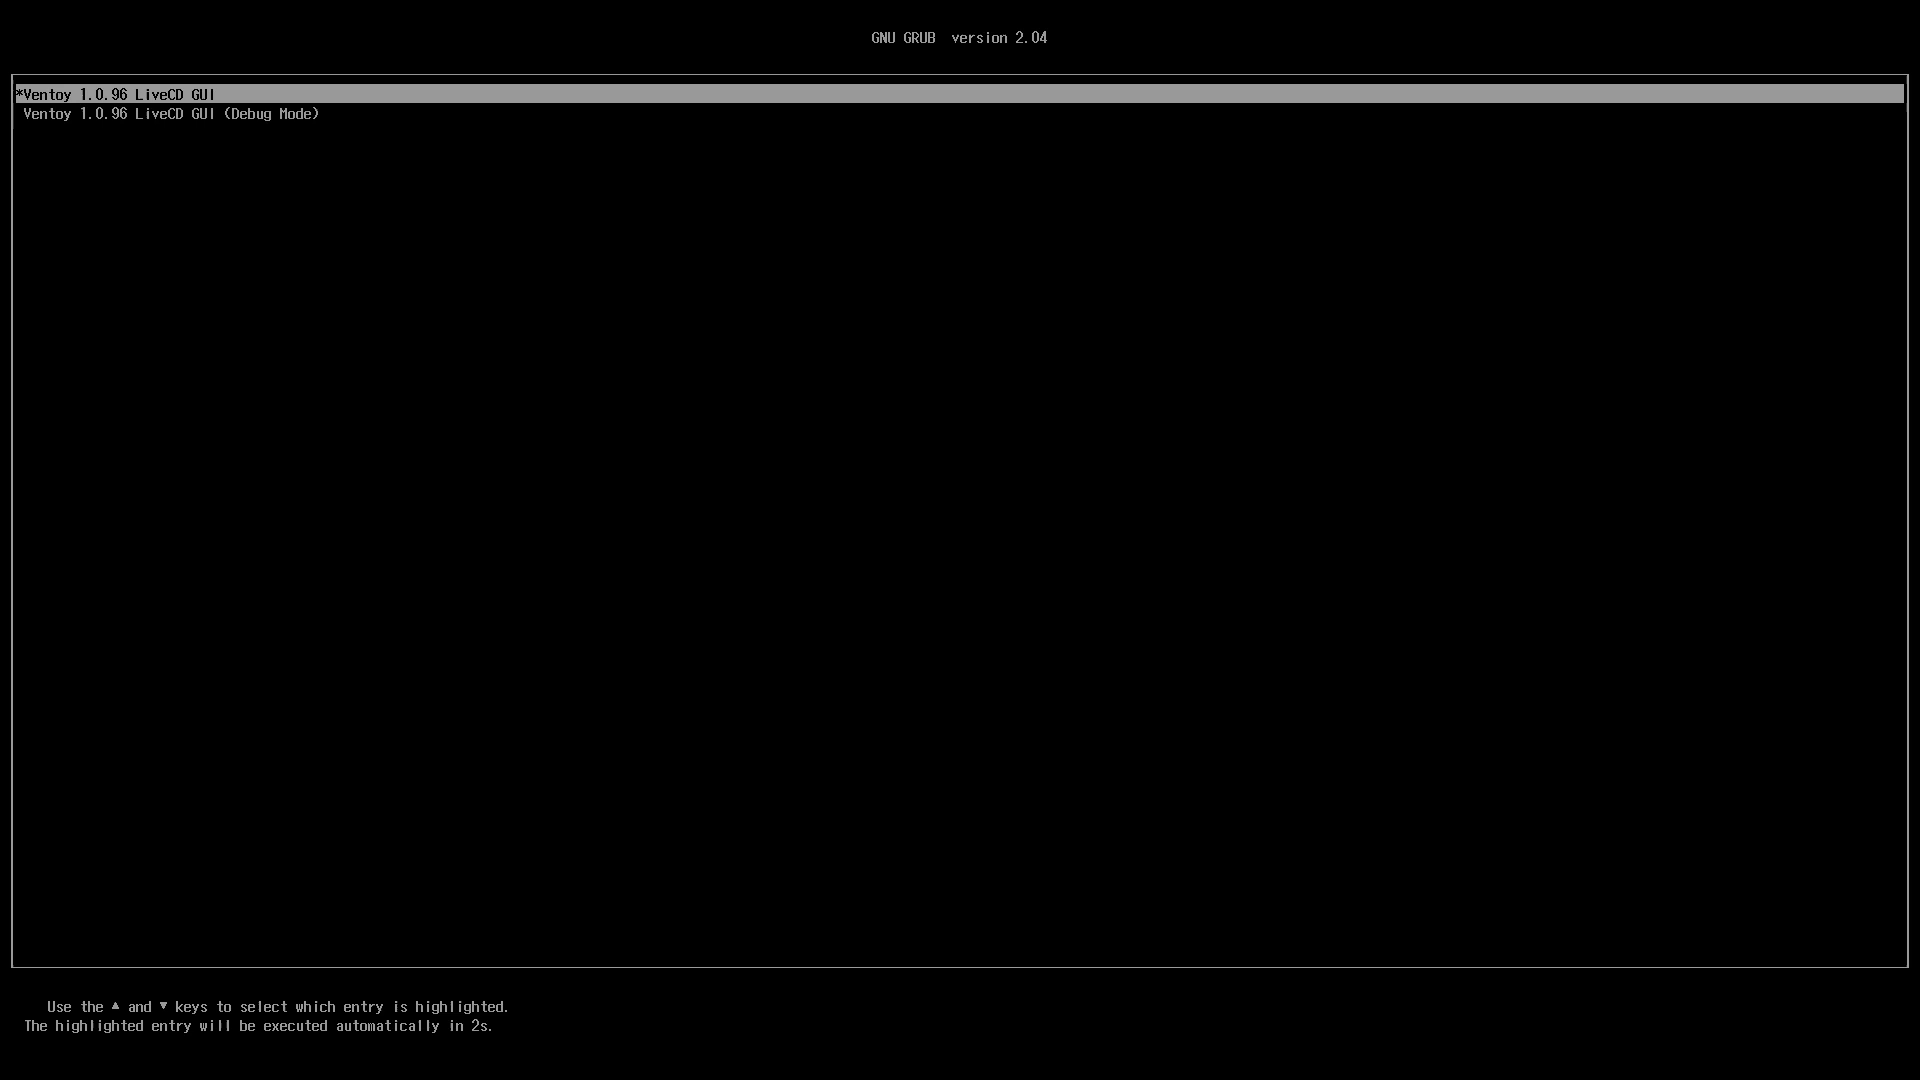 GNU GRUB  version 2.04
*Ventoy 1.0.96 LiveCD GUI
Ventoy 1.0.96 LiveCD GUI (Debug Mode)
Use the ▲ and ▼ keys to select which entry is highlighted.
The highlighted entry will be executed automatically in 2s.